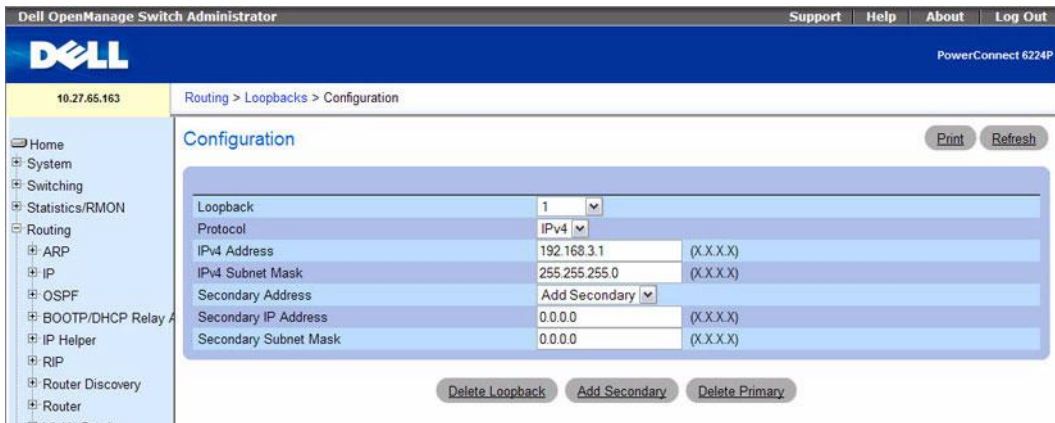 Dell OpenManage Switch Administrator
Support Help About Log Out
DELL
PowerConnect 6224P
10.27.65.163
Routing > Loopbacks > Configuration
Home
System
Switching
Statistics/RMON
Routing
ARP
IP
OSPF
BOOTP/DHCP Relay A
IP Helper
RIP
Router Discovery
Router
Configuration
Print Refresh
Loopback 1
Protocol IPv4
IPv4 Address 192.168.3.1 (X.X.X.X)
IPv4 Subnet Mask 255.255.255.0 (X.X.X.X)
Secondary Address Add Secondary
Secondary IP Address 0.0.0.0 (X.X.X.X)
Secondary Subnet Mask 0.0.0.0 (X.X.X.X)
Delete Loopback Add Secondary Delete Primary